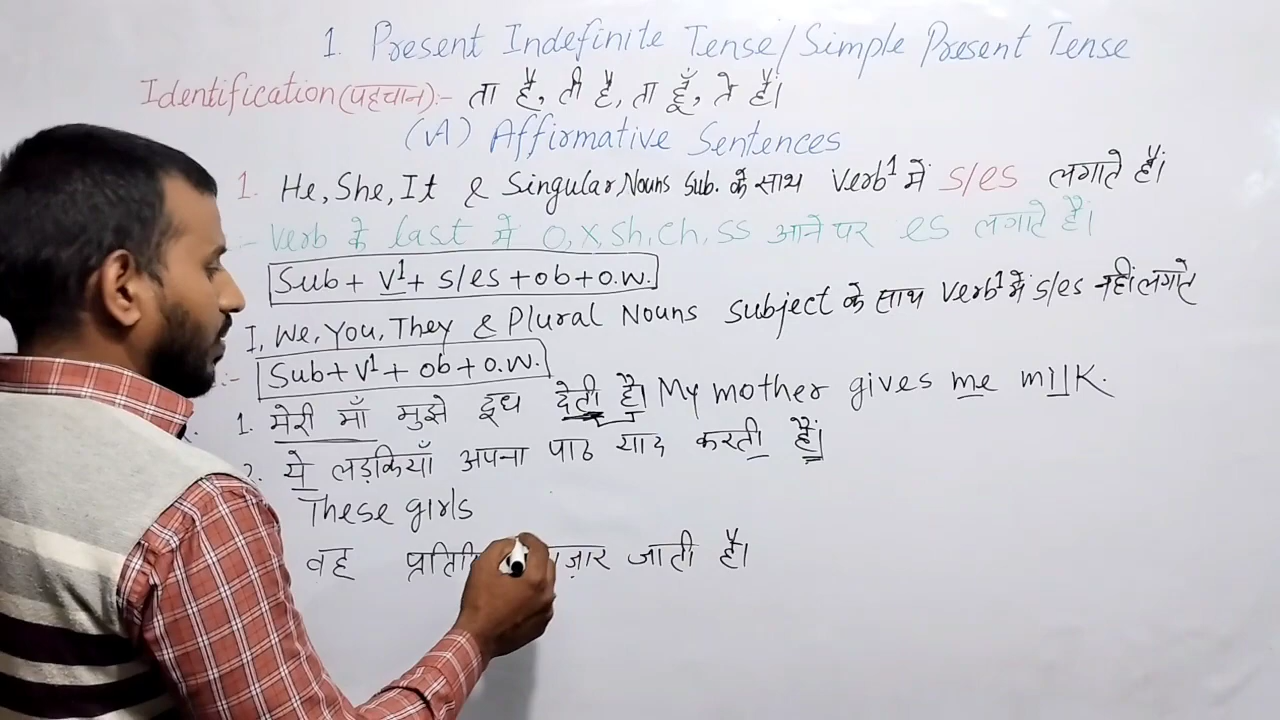 1. Present Indefinite Tense/Simple Present Tense
Identification(पहचान):- ता है, ती है, ता हूँ, ते हैं।
(A) Affirmative Sentences
1. He, She, It & Singular Nouns Sub. के साथ Verb¹ में s/es लगाते हैं।
:- Verb के last में o, x, sh, ch, ss आने पर es लगाते हैं।
Sub + V¹ + s/es + ob + o.w.
I, We, You, They & Plural Nouns Subject के साथ Verb¹ में s/es नहीं लगाते
:- Sub + V¹ + ob + o.w.
1. मेरी माँ मुझे दूध देती है। My mother gives me milk.
2. ये लड़कियाँ अपना पाठ याद करती हैं।
These girls
वह जाती है।